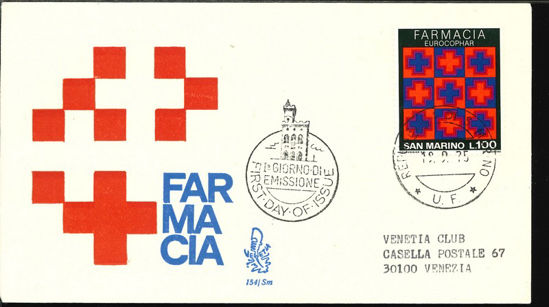 FARMACIA
EUROCOPHAR
SAN MARINO L.100
1º GIORNO DI
EMISSIONE
FIRST-DAY-OF-ISSUE
U. F.
FAR
MA
CIA
154/Sm
VENETIA CLUB
CASELLA POSTALE 67
30100 VENEZIA